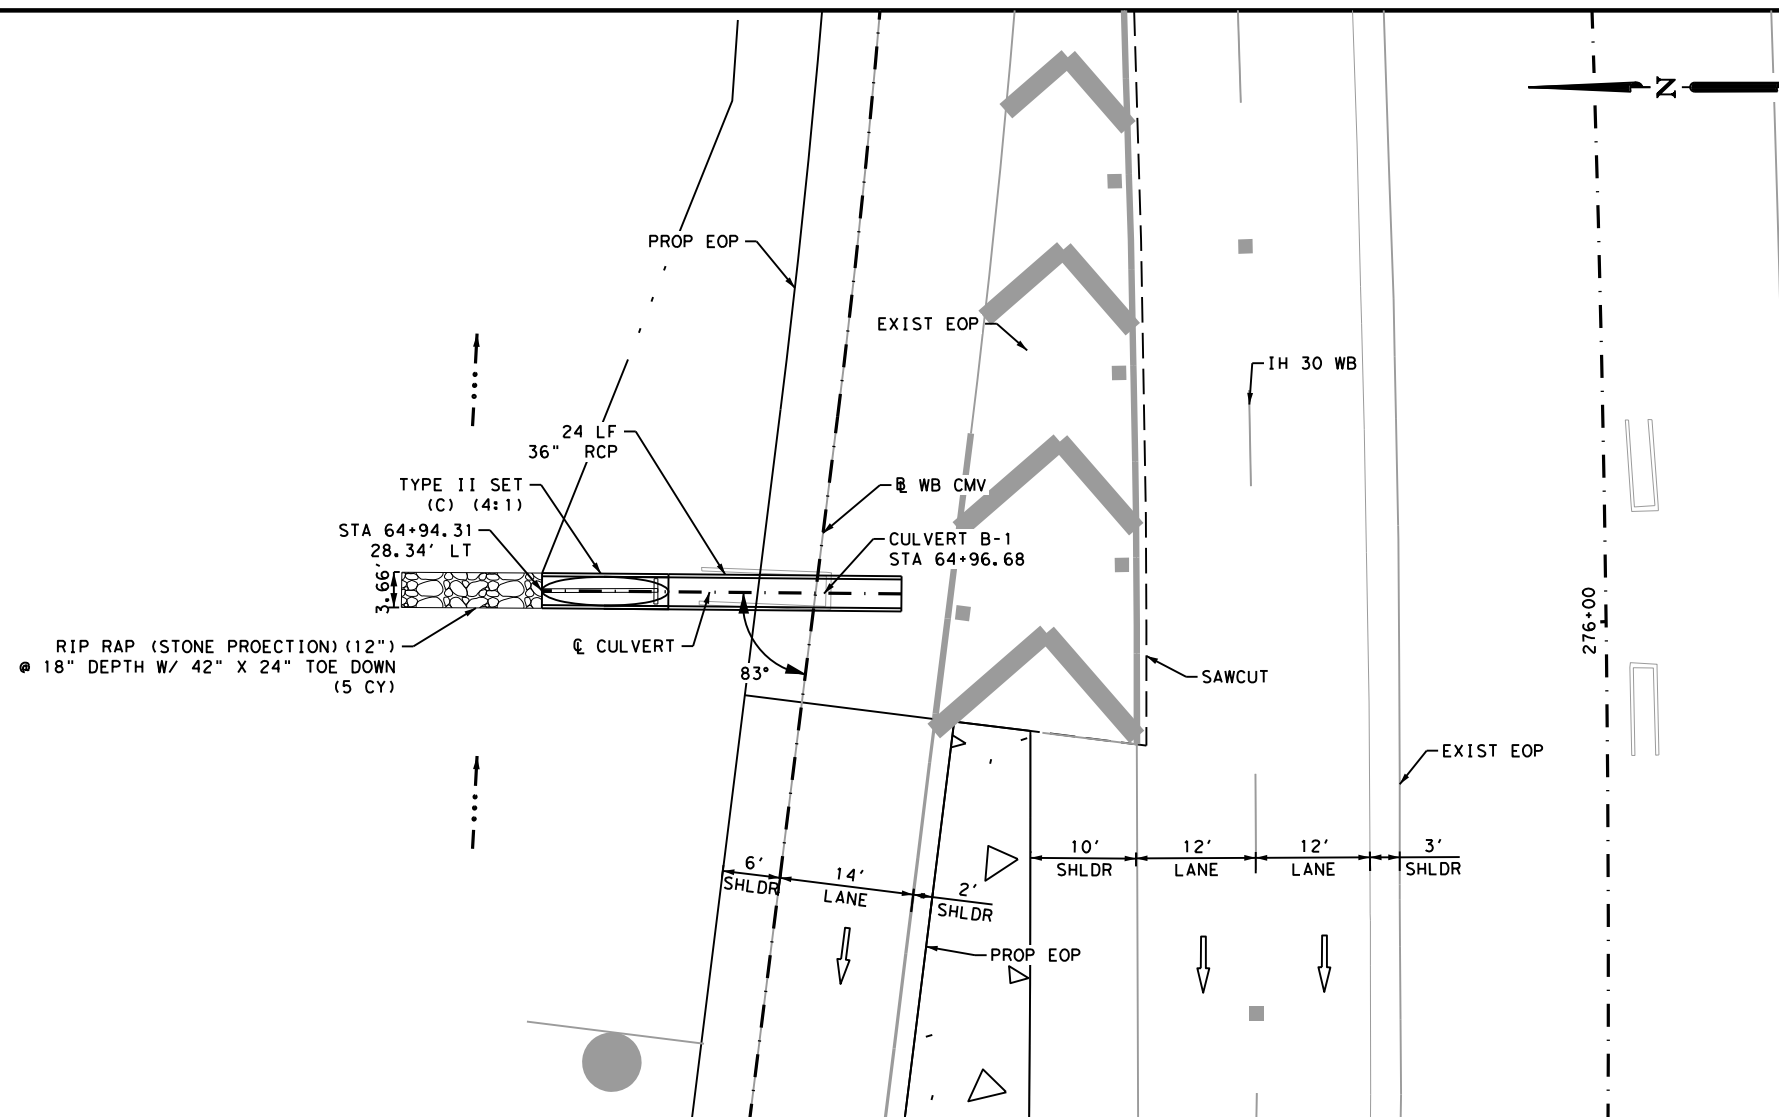 N
PROP EOP
EXIST EOP
IH 30 WB
24 LF
36" RCP
TYPE II SET
(C) (4:1)
STA 64+94.31
28.34' LT
3.66'
℄ CULVERT
83°
RIP RAP (STONE PROECTION)(12")
@ 18" DEPTH W/ 42" X 24" TOE DOWN
(5 CY)
BL WB CMV
CULVERT B-1
STA 64+96.68
276+00
SAWCUT
EXIST EOP
6'
SHLDR
14'
LANE
2'
SHLDR
10'
SHLDR
12'
LANE
12'
LANE
3'
SHLDR
PROP EOP